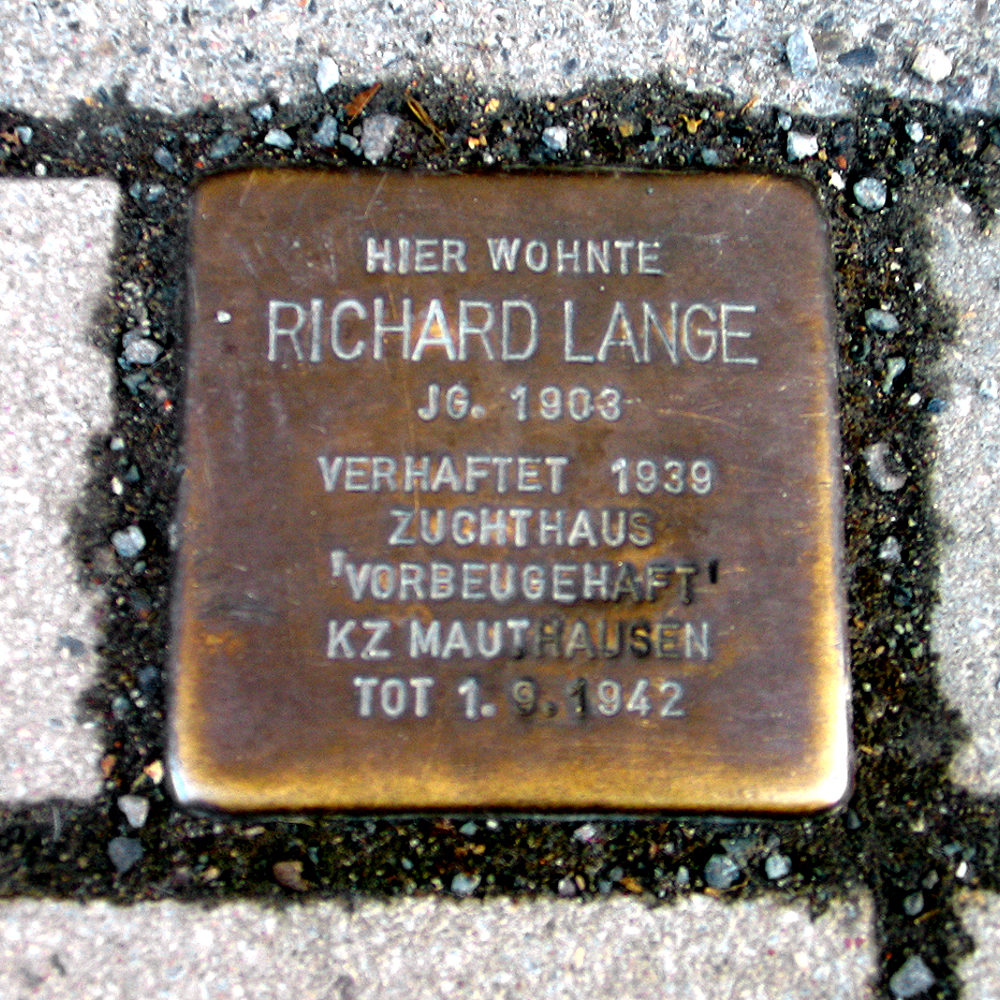 HIER WOHNTE
RICHARD LANGE
JG. 1903
VERHAFTET 1939
ZUCHTHAUS
'VORBEUGEHAFT'
KZ MAUTHAUSEN
TOT 1.9.1942